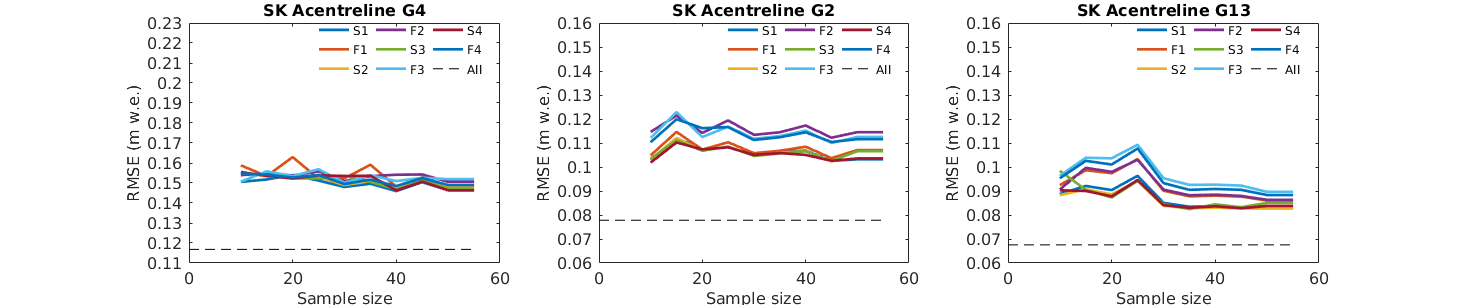 SK Acentreline G4
0.23
0.22
0.21
0.2
0.19
0.18
0.17
0.16
0.15
0.14
0.13
0.12
0.11
RMSE (m w.e.)
S1 F2 S4
F1 S3 F4
S2 F3 All
0 20 40 60
Sample size
SK Acentreline G2
0.16
0.15
0.14
0.13
0.12
0.11
0.1
0.09
0.08
0.07
0.06
RMSE (m w.e.)
S1 F2 S4
F1 S3 F4
S2 F3 All
0 20 40 60
Sample size
SK Acentreline G13
0.16
0.15
0.14
0.13
0.12
0.11
0.1
0.09
0.08
0.07
0.06
RMSE (m w.e.)
S1 F2 S4
F1 S3 F4
S2 F3 All
0 20 40 60
Sample size